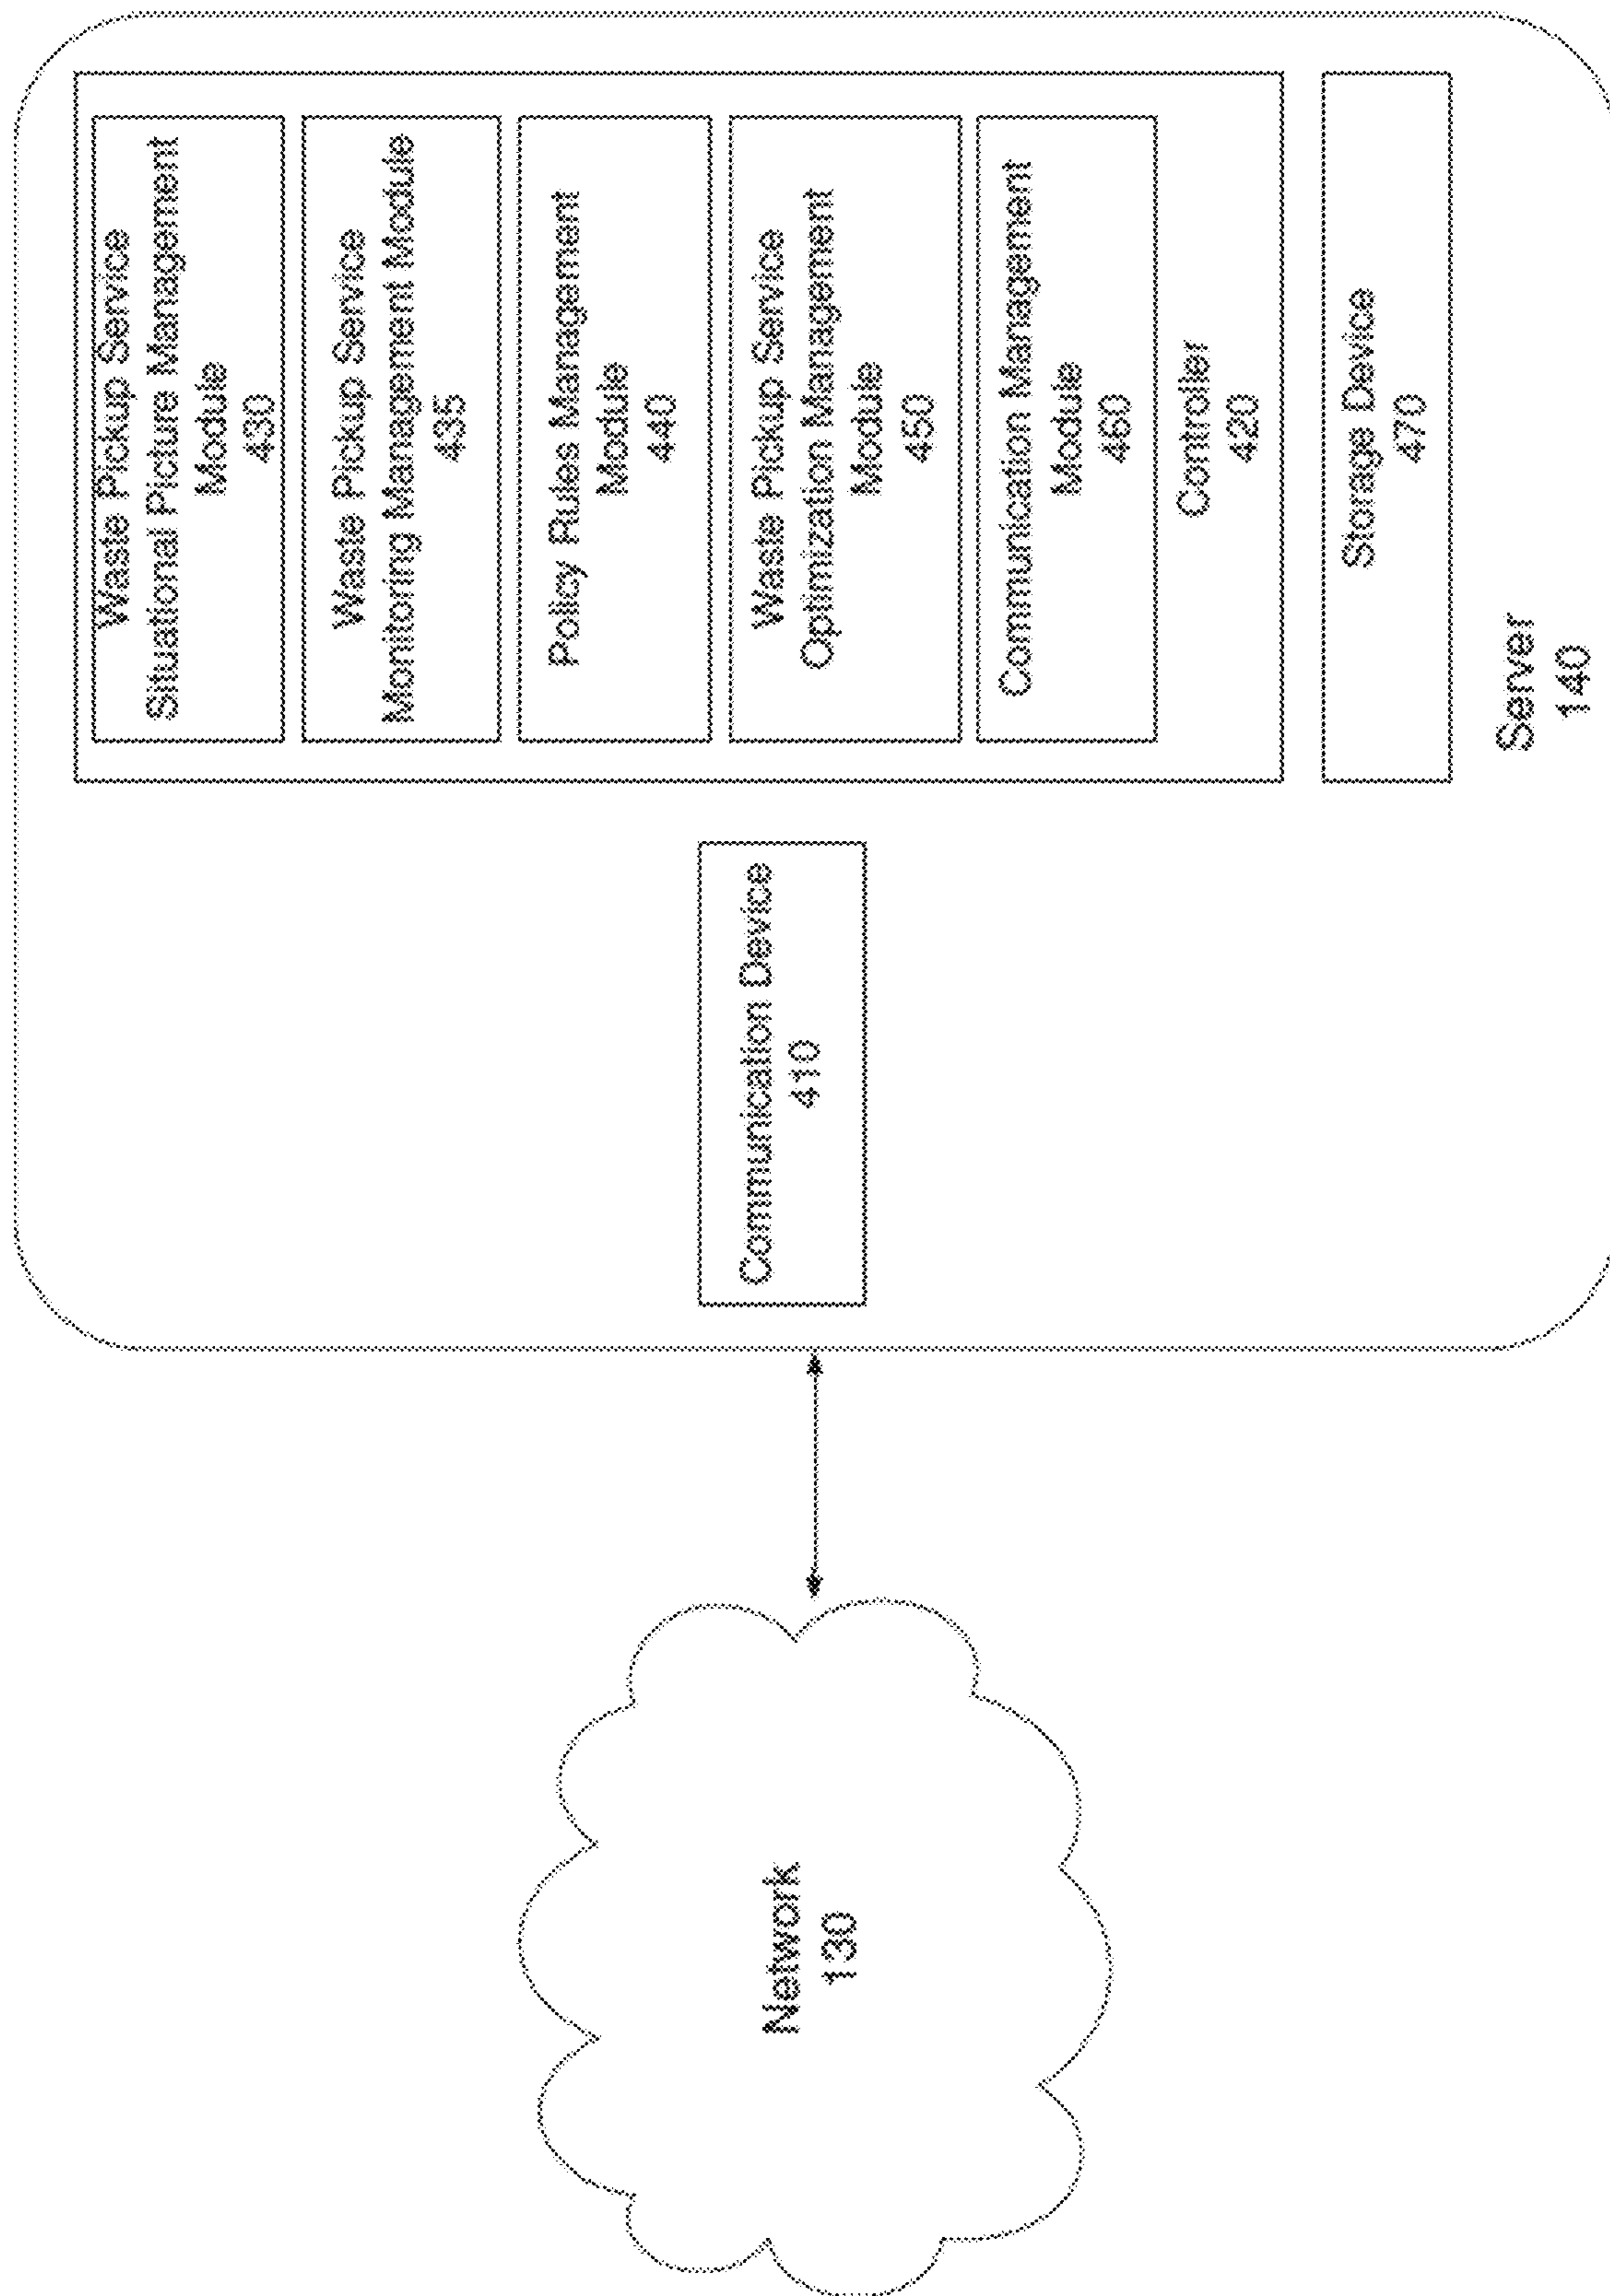 Network
130
Communication Device
410
Waste Pickup Service
Situational Picture Management
Module
430
Waste Pickup Service
Monitoring Management Module
435
Policy Rules Management
Module
440
Waste Pickup Service
Optimization Management
Module
450
Communication Management
Module
460
Controller
420
Storage Device
470
Server
140